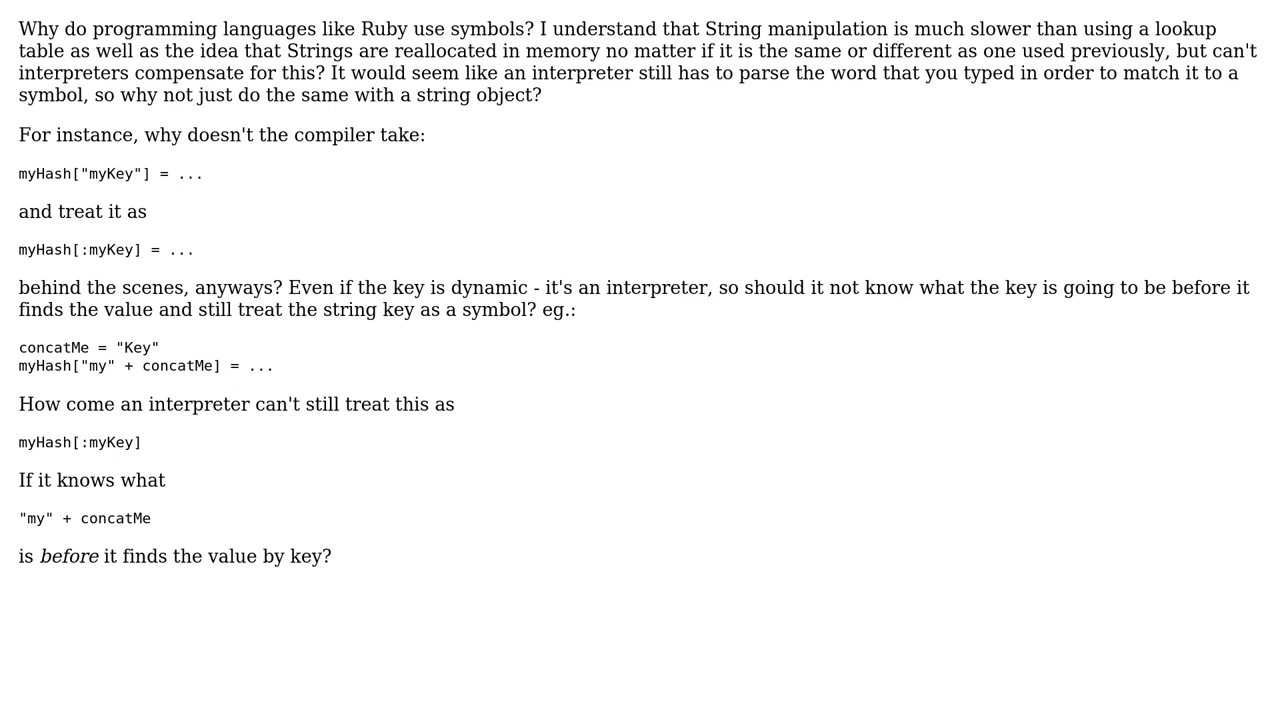 Why do programming languages like Ruby use symbols? I understand that String manipulation is much slower than using a lookup
table as well as the idea that Strings are reallocated in memory no matter if it is the same or different as one used previously, but can't
interpreters compensate for this? It would seem like an interpreter still has to parse the word that you typed in order to match it to a
symbol, so why not just do the same with a string object?
For instance, why doesn't the compiler take:
myHash["myKey"] = ...
and treat it as
myHash[:myKey] = ...
behind the scenes, anyways? Even if the key is dynamic - it's an interpreter, so should it not know what the key is going to be before it
finds the value and still treat the string key as a symbol? eg.:
concatMe = "Key"
myHash["my" + concatMe] = ...
How come an interpreter can't still treat this as
myHash[:myKey]
If it knows what
"my" + concatMe
is before it finds the value by key?